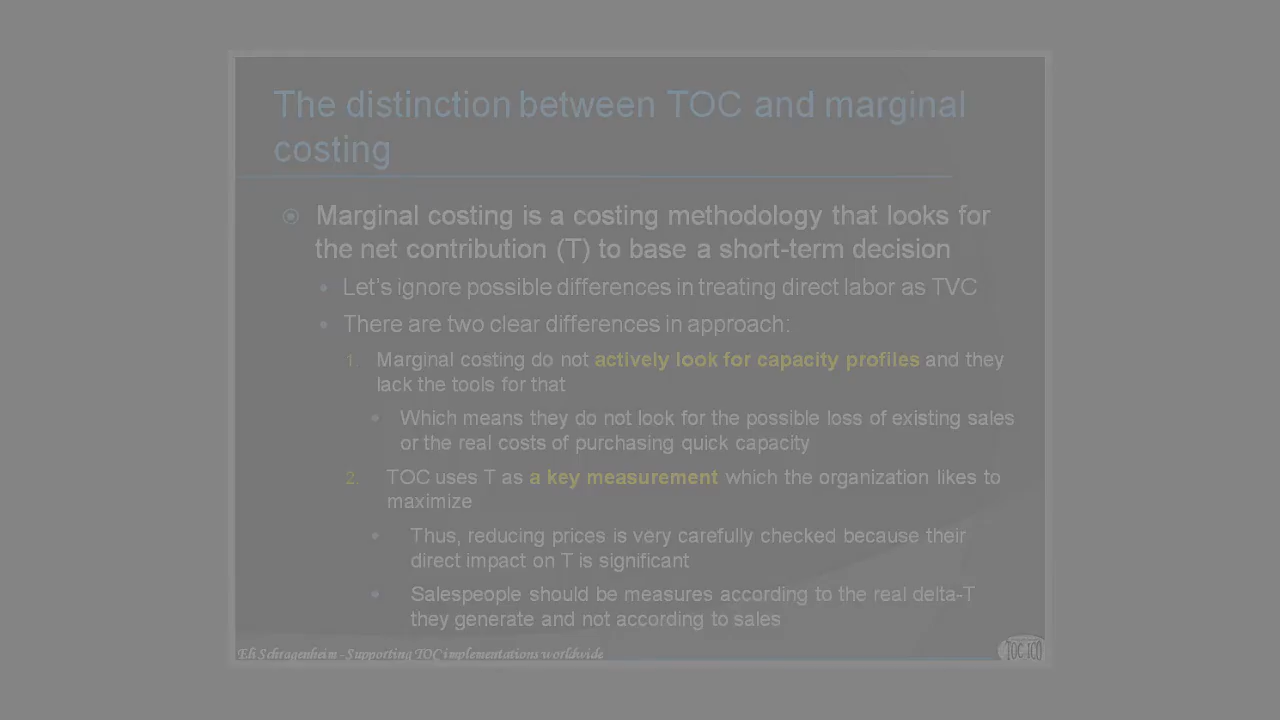 The distinction between TOC and marginal
costing
Marginal costing is a costing methodology that looks for
the net contribution (T) to base a short-term decision
Let's ignore possible differences in treating direct labor as TVC
There are two clear differences in approach:
1. Marginal costing do not actively look for capacity profiles and they
lack the tools for that
Which means they do not look for the possible loss of existing sales
or the real costs of purchasing quick capacity
2. TOC uses T as a key measurement which the organization likes to
maximize
Thus, reducing prices is very carefully checked because their
direct impact on T is significant
Salespeople should be measures according to the real delta-T
they generate and not according to sales
Eli Schragenheim - Supporting TOC implementations worldwide
TOC ICO